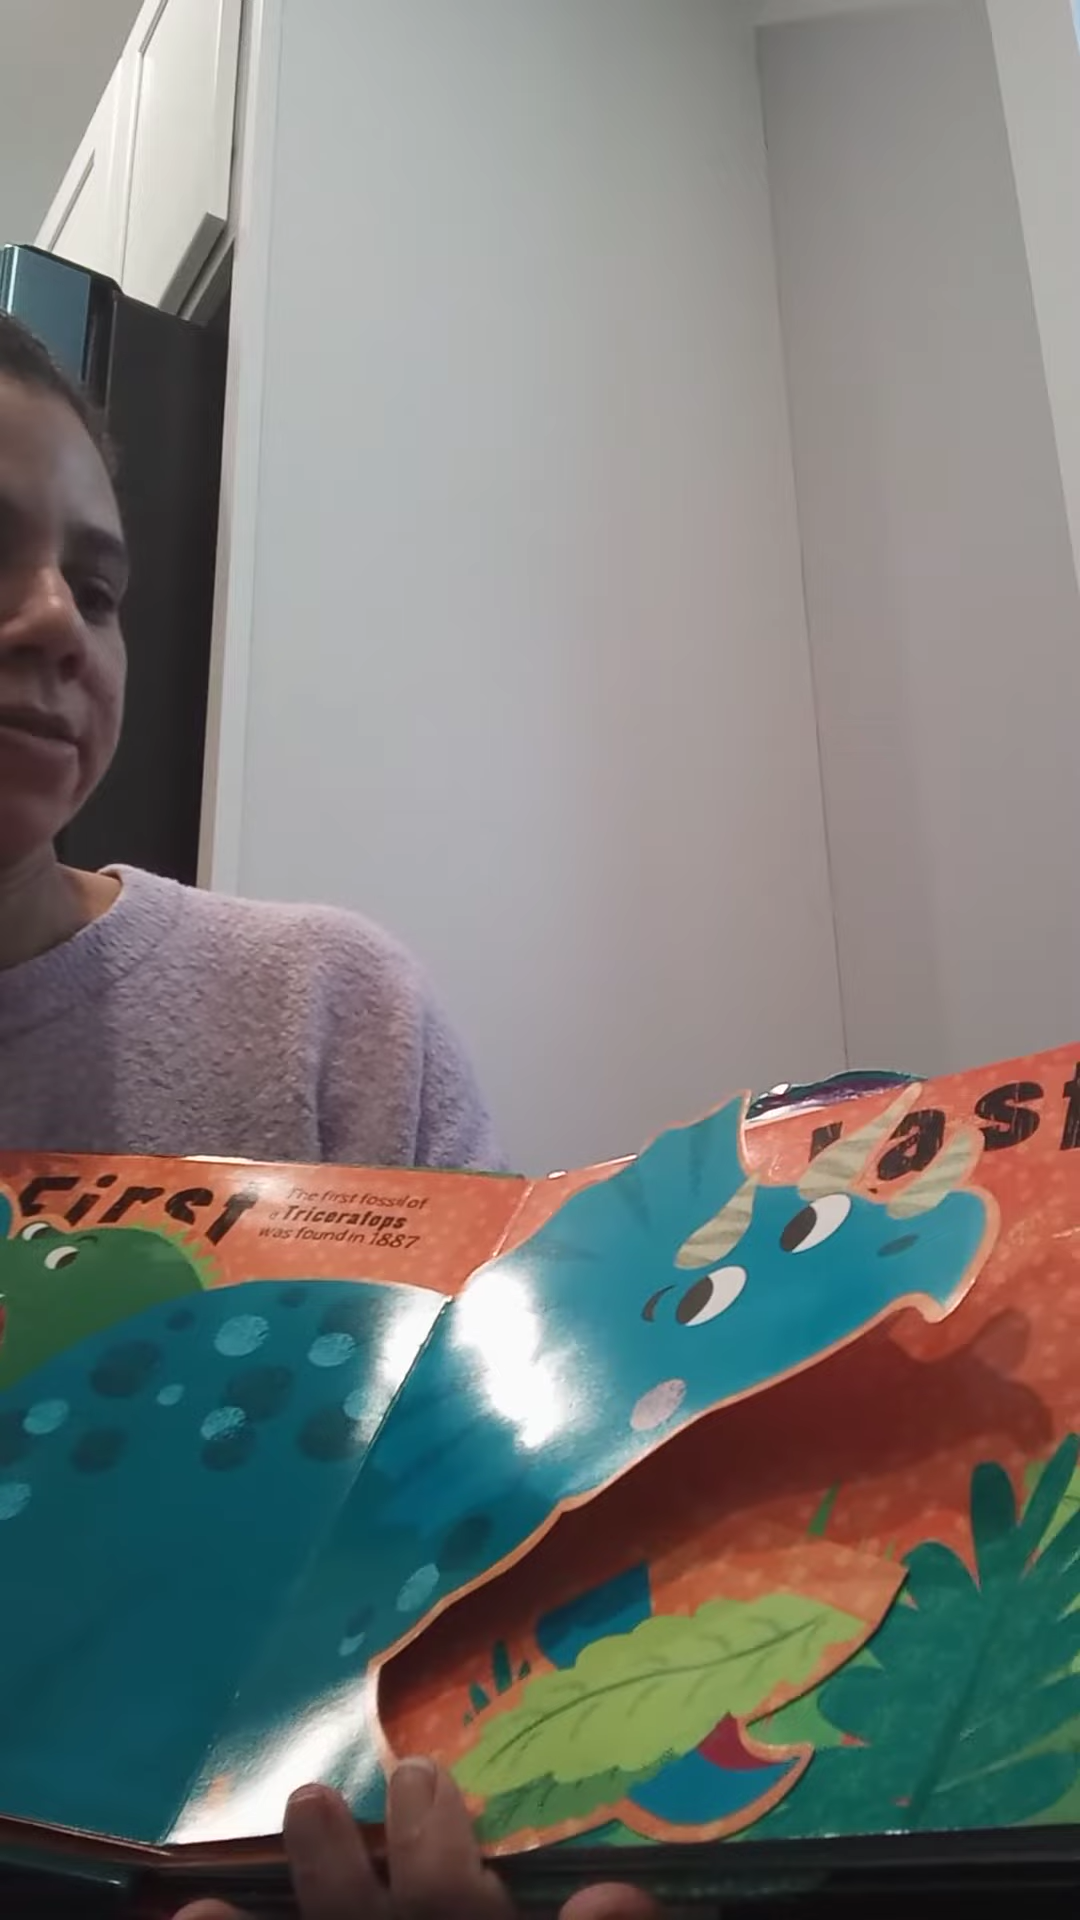 First
The first fossil of
a Triceratops
was found in 1887
Last